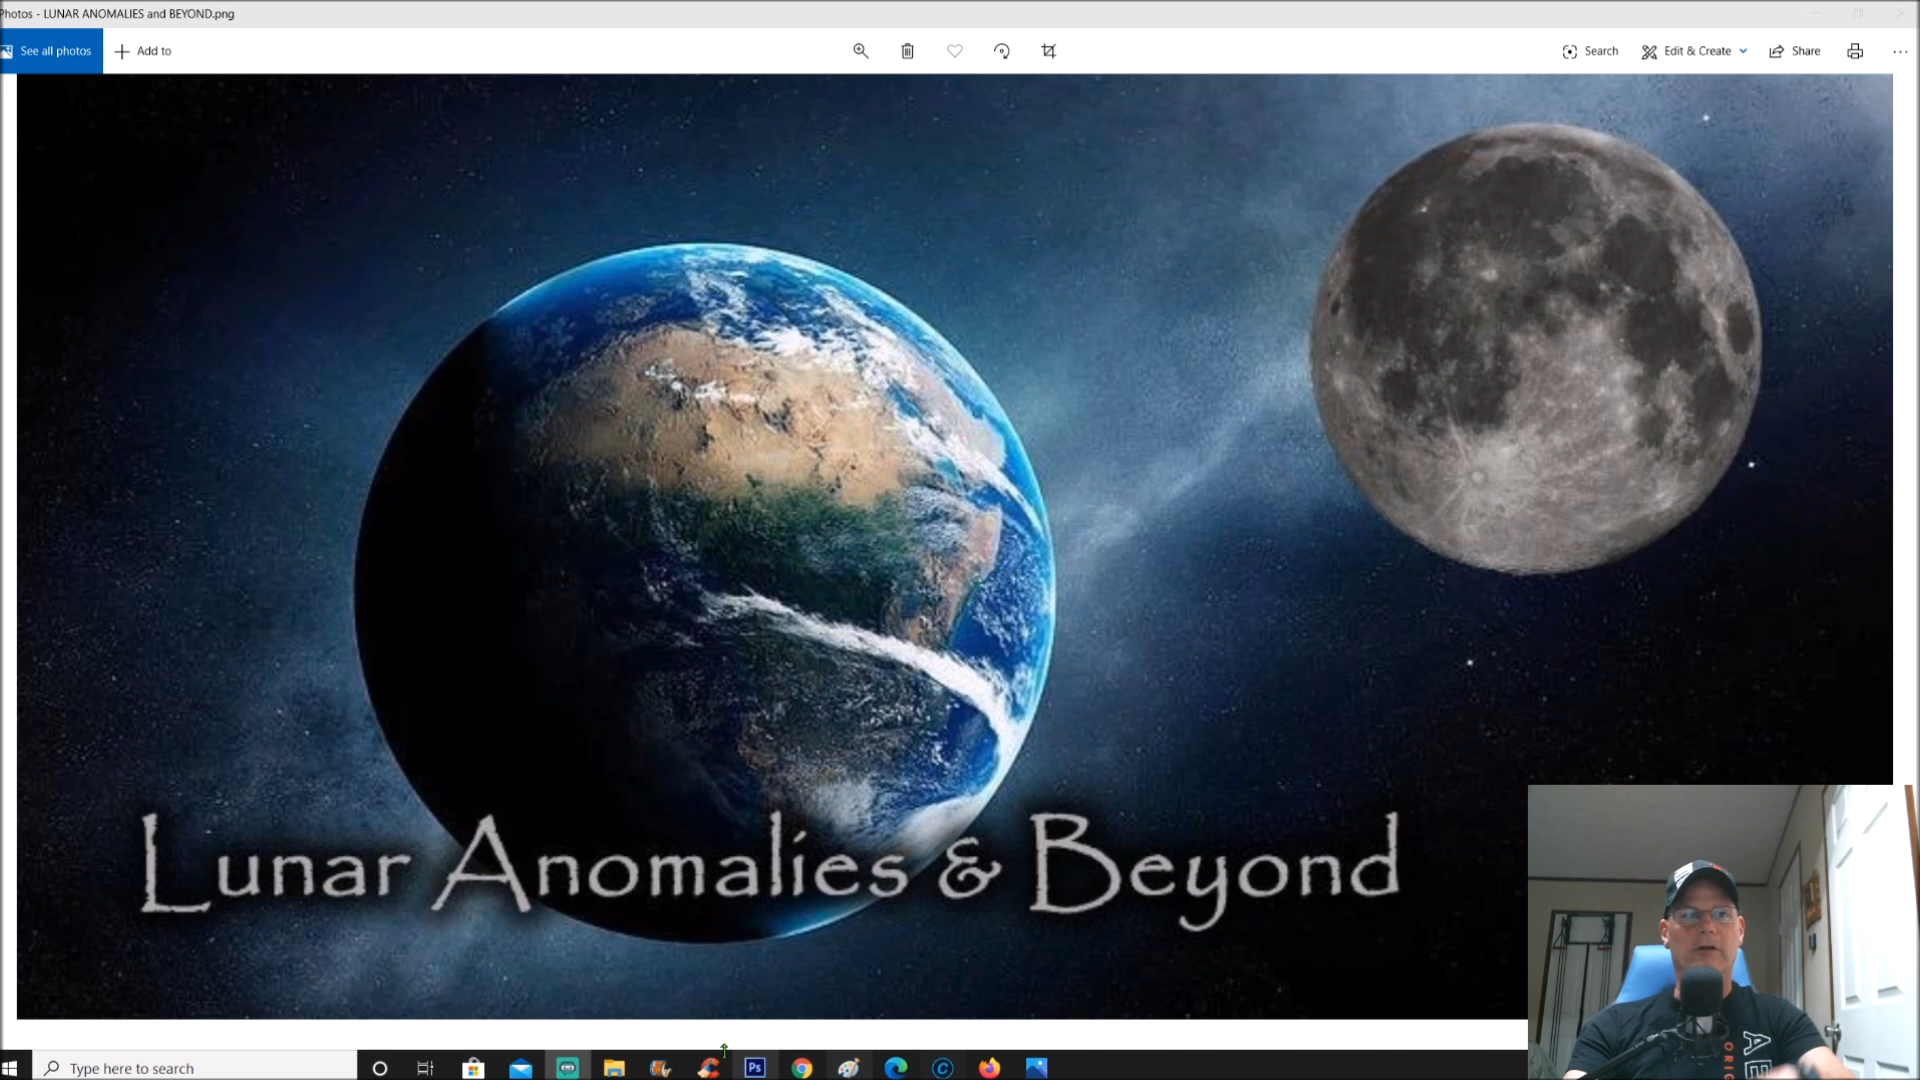 Photos - LUNAR ANOMALIES and BEYOND.png
See all photos
Add to
Search
Edit & Create
Share
Lunar Anomalies & Beyond
Type here to search
Ps